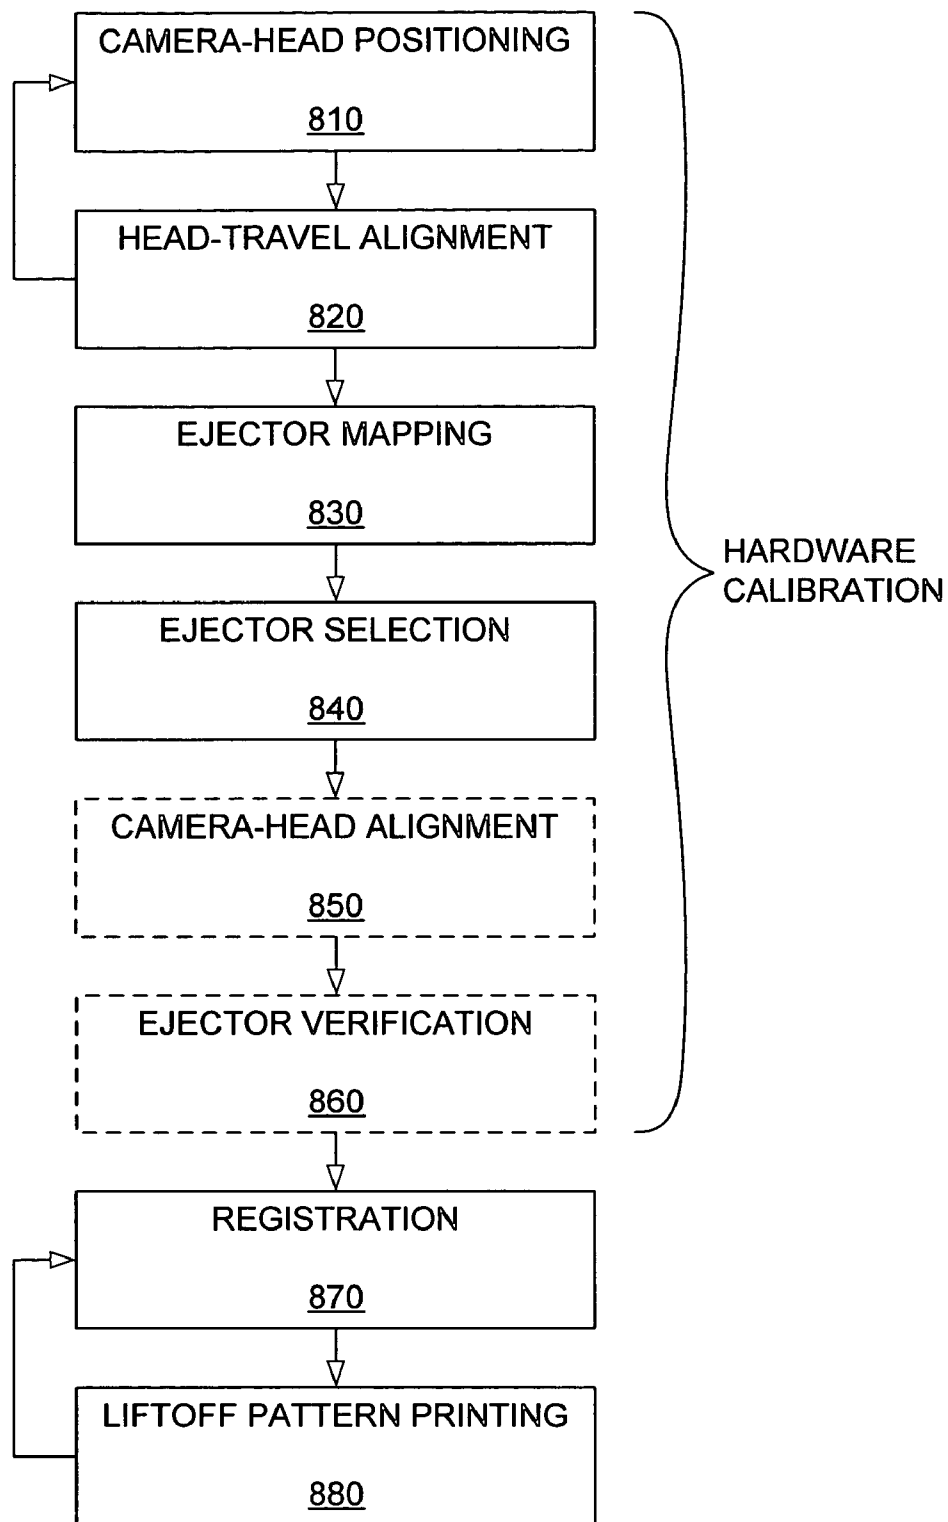 CAMERA-HEAD POSITIONING
810
HEAD-TRAVEL ALIGNMENT
820
EJECTOR MAPPING
830
HARDWARE
CALIBRATION
EJECTOR SELECTION
840
CAMERA-HEAD ALIGNMENT
850
EJECTOR VERIFICATION
860
REGISTRATION
870
LIFTOFF PATTERN PRINTING
880